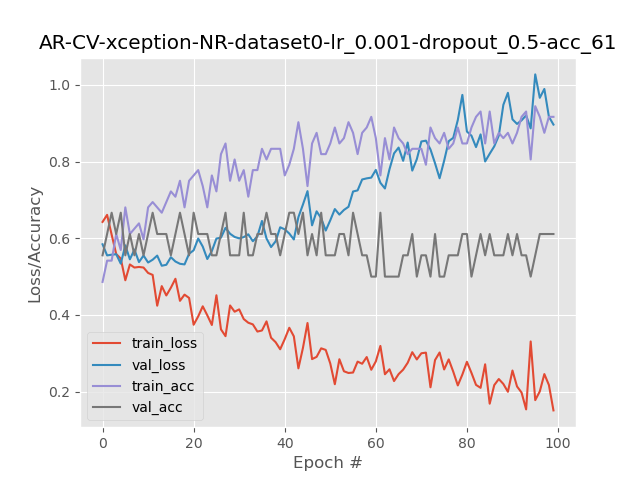 AR-CV-xception-NR-dataset0-lr_0.001-dropout_0.5-acc_61
1.0
0.8
0.6
0.4
0.2
Loss/Accuracy
train_loss
val_loss
train_acc
val_acc
0 20 40 60 80 100
Epoch #